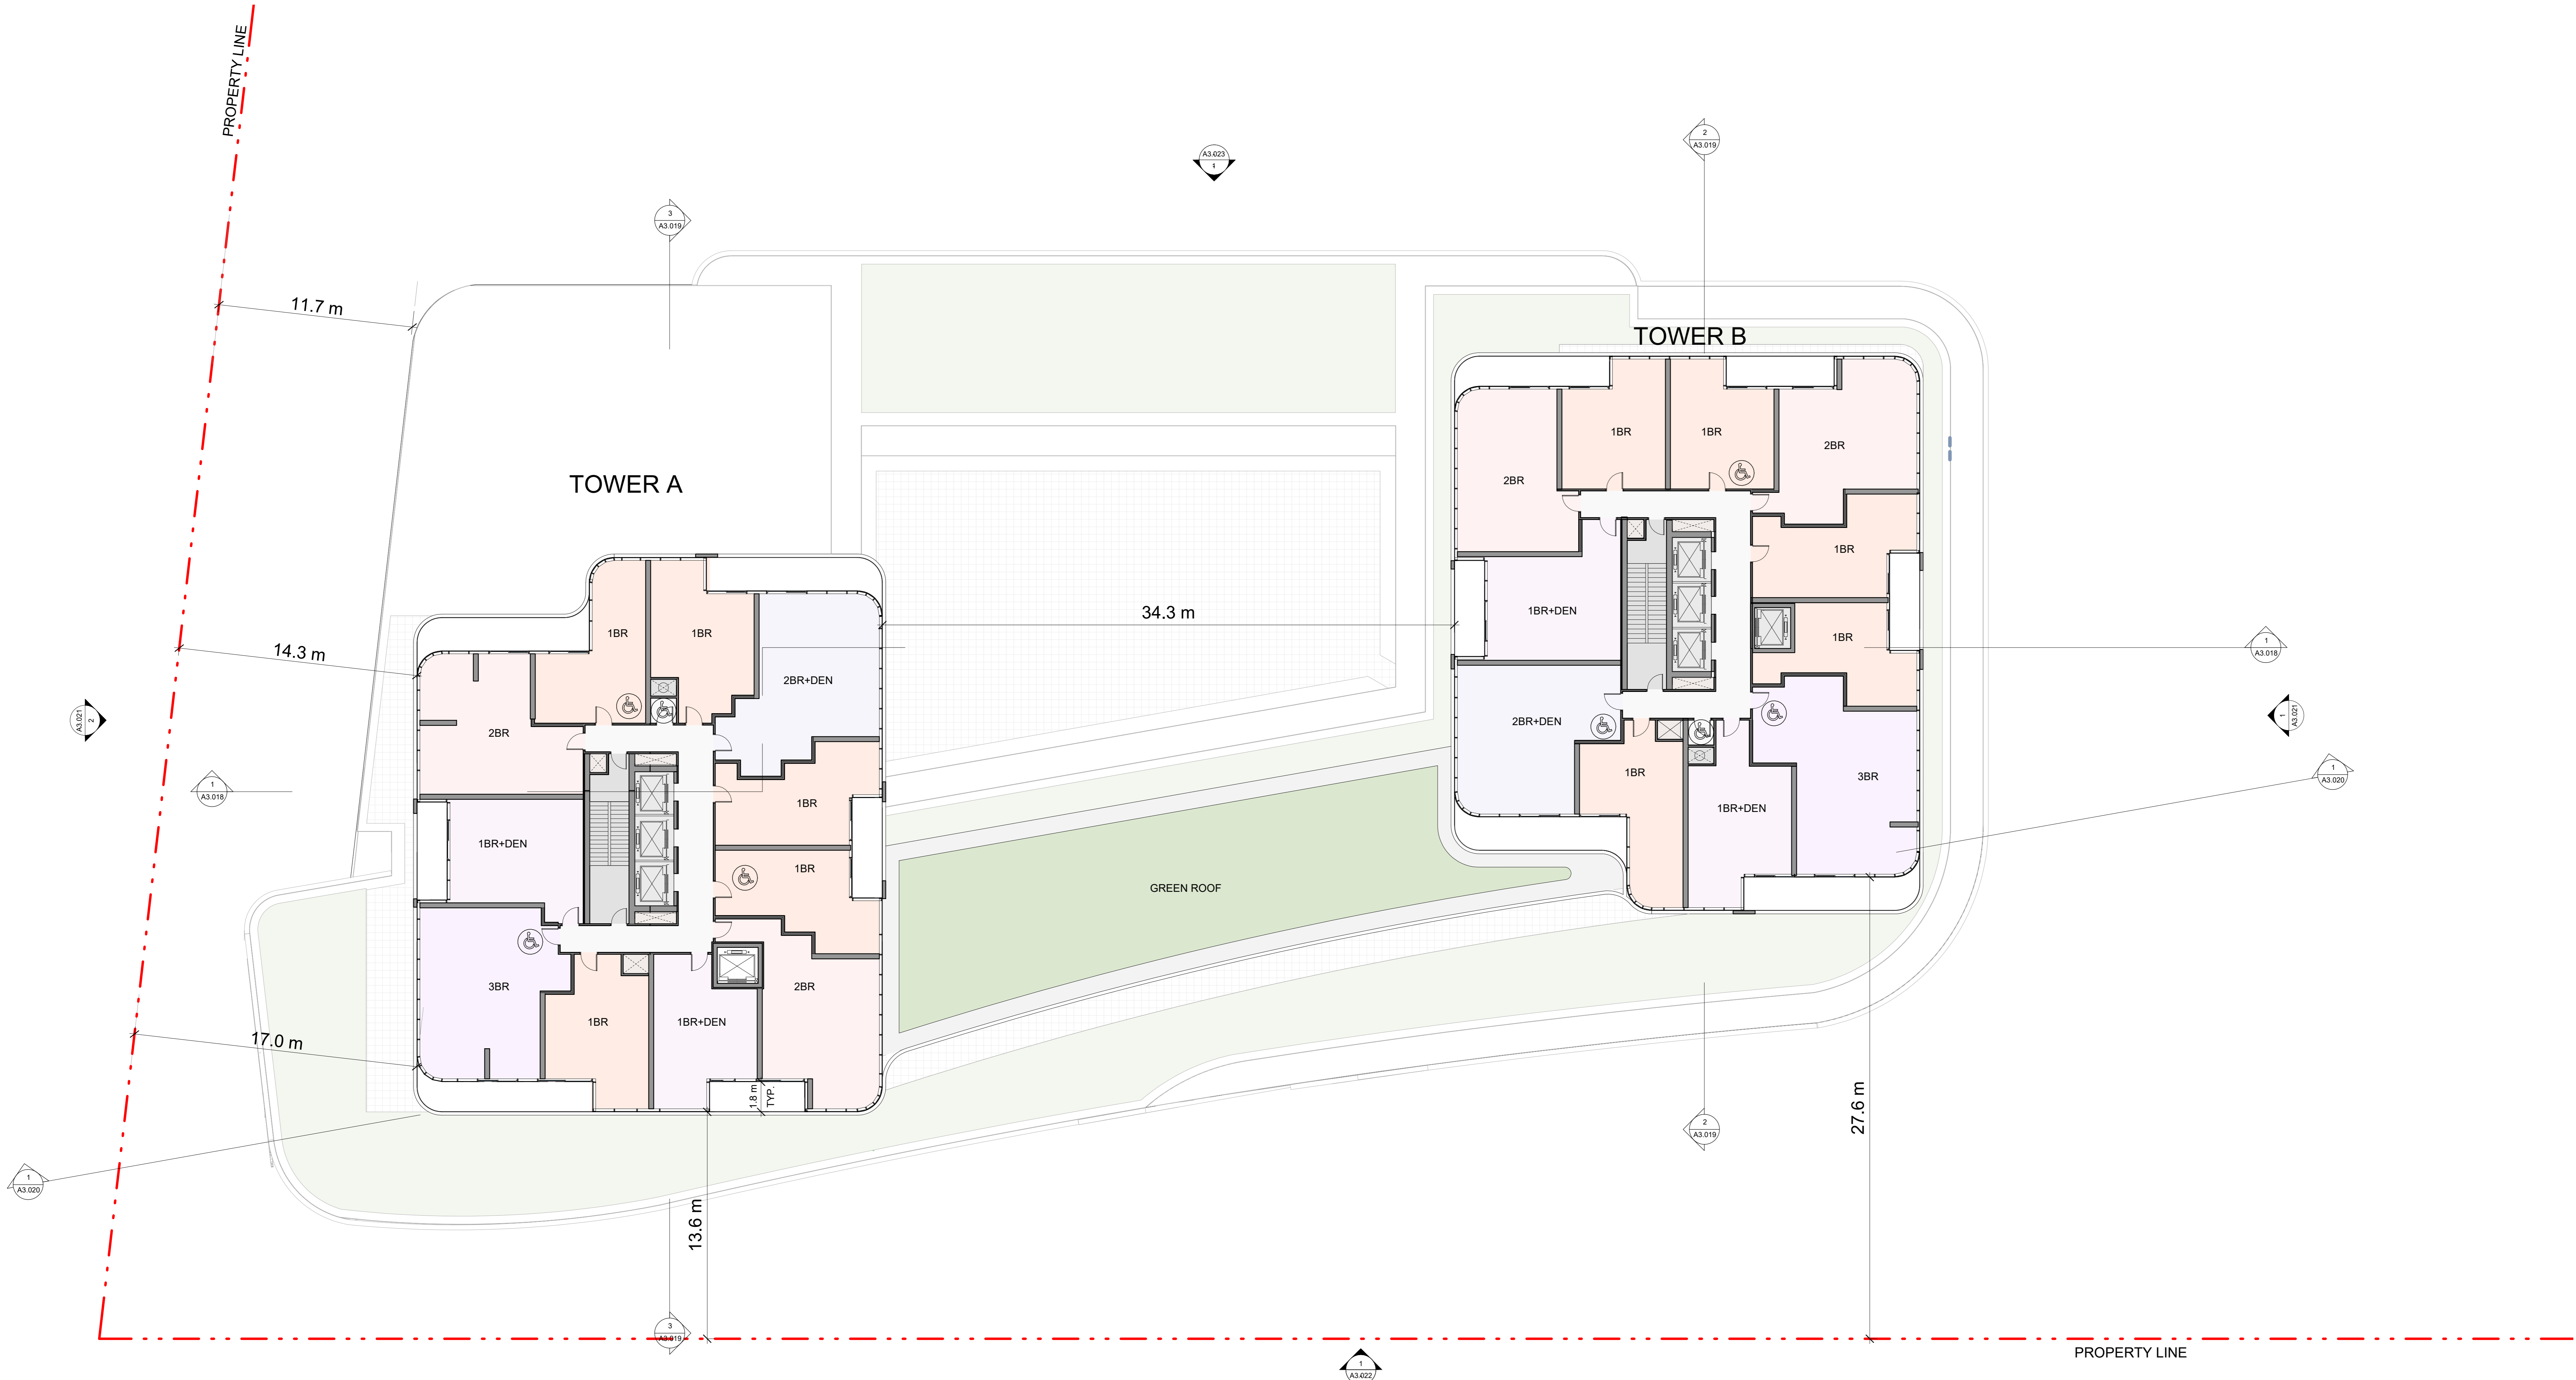 PROPERTY LINE
2
A3.019
A3.023
1
3
A3.019
11.7 m
TOWER B
1BR
1BR
2BR
2BR
TOWER A
1BR
34.3 m
1BR+DEN
1BR
1BR
1BR
14.3 m
1
A3.018
2BR+DEN
A3.021
2
1
A3.021
2BR+DEN
2BR
1BR
3BR
1
A3.020
1
A3.018
1BR
1BR+DEN
1BR+DEN
1BR
GREEN ROOF
3BR
2BR
1BR
1BR+DEN
17.0 m
1.8 m
TYP.
27.6 m
2
A3.019
1
A3.020
13.6 m
3
A3.019
PROPERTY LINE
1
A3.022